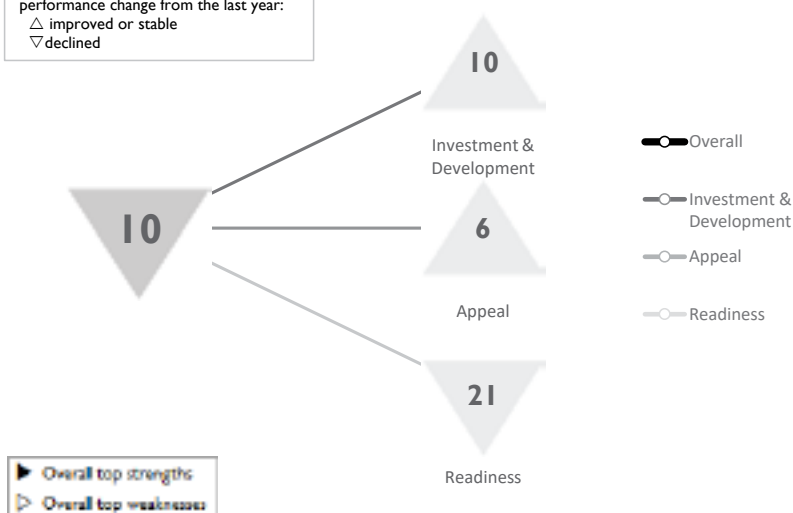 performance change from the last year:
△ improved or stable
▽ declined
10
Investment &
Development
10
6
Appeal
21
Readiness
Overall
Investment &
Development
Appeal
Readiness
▶ Overall top strengths
▷ Overall top weaknesses